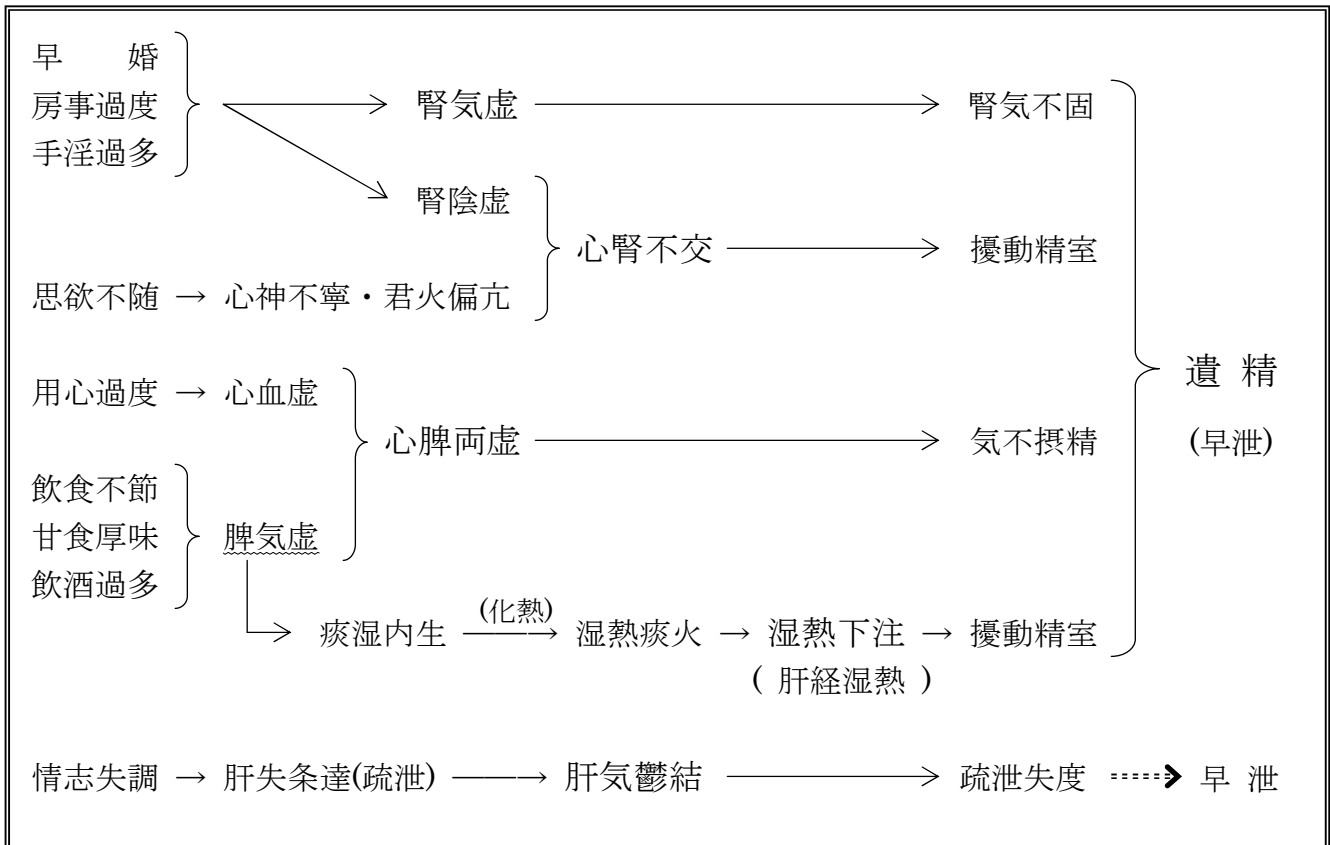 早　　婚
房事過度 → 腎気虚 → 腎気不固
手淫過多
腎陰虚
心腎不交 → 擾動精室
思欲不随 → 心神不寧・君火偏亢
遺 精
用心過度 → 心血虚
心脾両虚 → 気不摂精
(早泄)
飲食不節
甘食厚味 脾気虚
飲酒過多
(化熱)
痰湿内生 → 湿熱痰火 → 湿熱下注 → 擾動精室
( 肝経湿熱 )
情志失調 → 肝失条達(疏泄) → 肝気鬱結 → 疏泄失度 → 早 泄